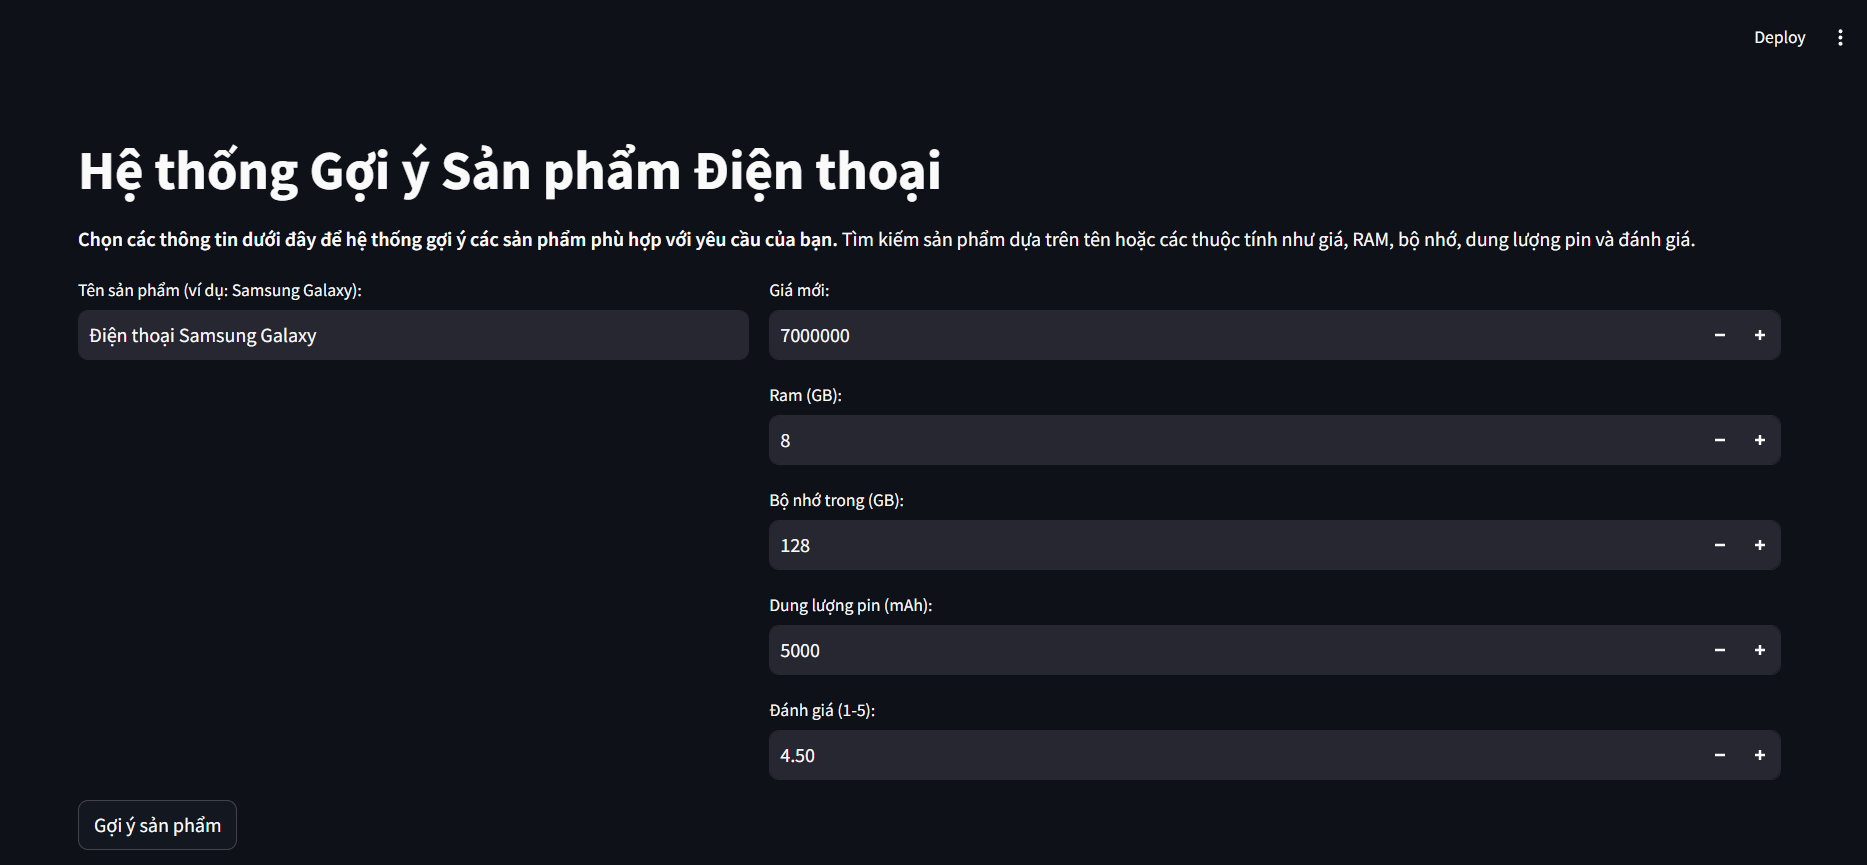 Deploy
Hệ thống Gợi ý Sản phẩm Điện thoại
Chọn các thông tin dưới đây để hệ thống gợi ý các sản phẩm phù hợp với yêu cầu của bạn. Tìm kiếm sản phẩm dựa trên tên hoặc các thuộc tính như giá, RAM, bộ nhớ, dung lượng pin và đánh giá.
Tên sản phẩm (ví dụ: Samsung Galaxy):
Điện thoại Samsung Galaxy
Giá mới:
7000000
Ram (GB):
8
Bộ nhớ trong (GB):
128
Dung lượng pin (mAh):
5000
Đánh giá (1-5):
4.50
Gợi ý sản phẩm